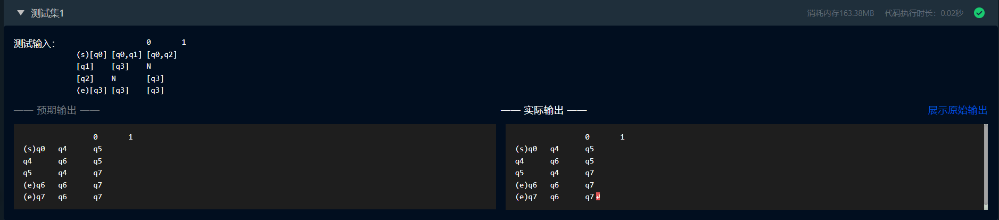 测试集1 消耗内存163.38MB 代码执行时长：0.02秒
测试输入：
0 1
(s)[q0] [q0,q1] [q0,q2]
[q1] [q3] N
[q2] N [q3]
(e)[q3] [q3] [q3]
—— 预期输出 ——
0 1
(s)q0 q4 q5
q4 q6 q5
q5 q4 q7
(e)q6 q6 q7
(e)q7 q6 q7
—— 实际输出 —— 展示原始输出
0 1
(s)q0 q4 q5
q4 q6 q5
q5 q4 q7
(e)q6 q6 q7
(e)q7 q6 q7↵